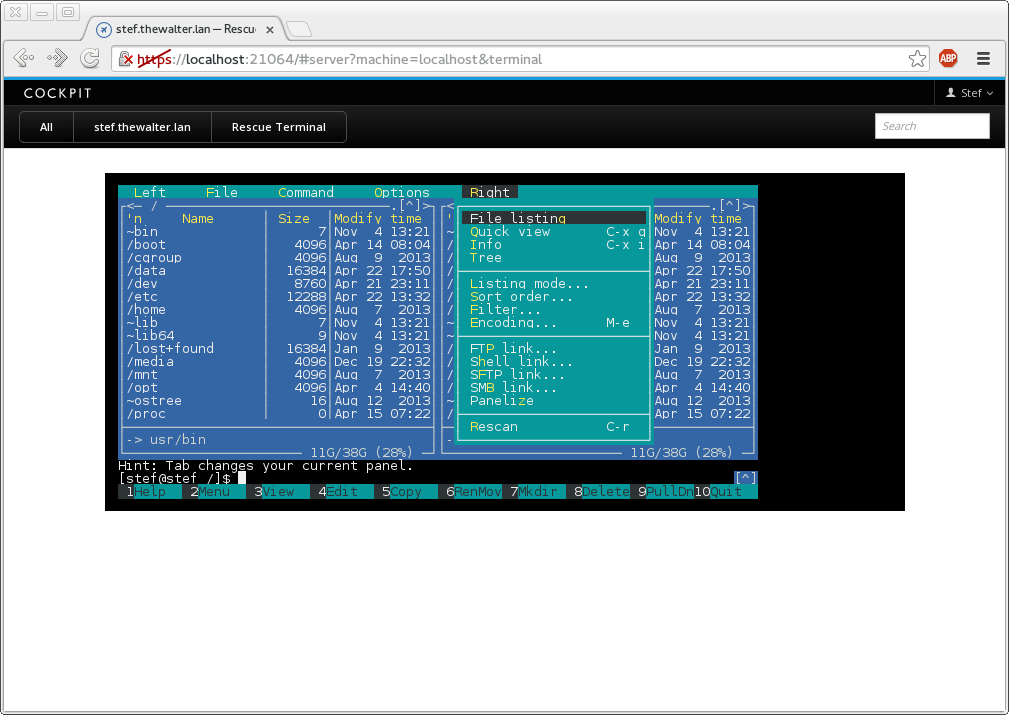 stef.thewalter.lan — Rescu
https://localhost:21064/#server?machine=localhost&terminal
ABP
COCKPIT
Stef
All stef.thewalter.lan Rescue Terminal
Search
Left File Command Options Right
<— / .[^]> .[^]>
'n Name Size Modify time Modify time
~bin 7 Nov 4 13:21 Nov 4 13:21
/boot 4096 Apr 14 08:04 Apr 14 08:04
/cgroup 4096 Aug 9 2013 Aug 9 2013
/data 16384 Apr 22 17:50 Apr 22 17:50
/dev 8760 Apr 21 23:11 Apr 21 23:11
/etc 12288 Apr 22 13:32 Apr 22 13:32
/home 4096 Aug 7 2013 Aug 7 2013
~lib 7 Nov 4 13:21 Nov 4 13:21
~lib64 9 Nov 4 13:21 Nov 4 13:21
/lost+found 16384 Jan 9 2013 Jan 9 2013
/media 4096 Dec 19 22:32 Dec 19 22:32
/mnt 4096 Aug 7 2013 Aug 7 2013
/opt 4096 Apr 4 14:40 Apr 4 14:40
~ostree 16 Aug 12 2013 Aug 12 2013
/proc 0 Apr 15 07:22 Apr 15 07:22
-> usr/bin
11G/38G (28%) 11G/38G (28%)
File listing
Quick view C-x q
Info C-x i
Tree
Listing mode...
Sort order...
Filter...
Encoding... M-e
FTP link...
Shell link...
SFTP link...
SMB link...
Panelize
Rescan C-r
Hint: Tab changes your current panel.
[stef@stef /]$ [^]
1Help 2Menu 3View 4Edit 5Copy 6RenMov 7Mkdir 8Delete 9PullDn 10Quit